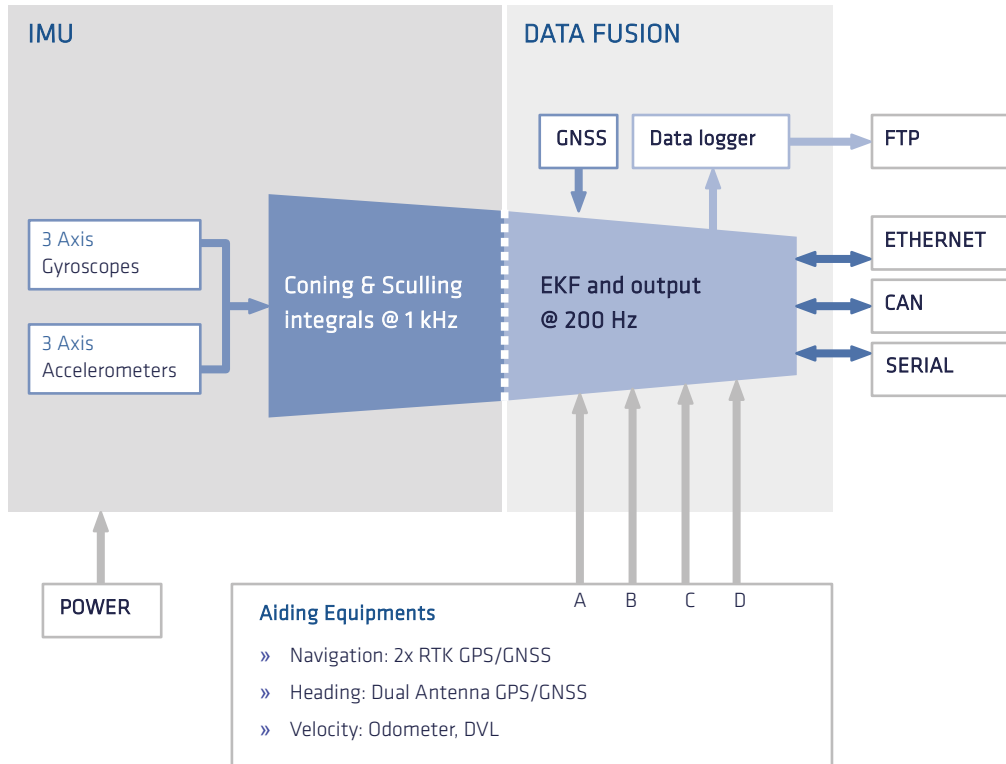 IMU
DATA FUSION
GNSS
Data logger
FTP
3 Axis
Gyroscopes
3 Axis
Accelerometers
Coning & Sculling
integrals @ 1 kHz
EKF and output
@ 200 Hz
ETHERNET
CAN
SERIAL
POWER
A B C D
Aiding Equipments
» Navigation: 2x RTK GPS/GNSS
» Heading: Dual Antenna GPS/GNSS
» Velocity: Odometer, DVL